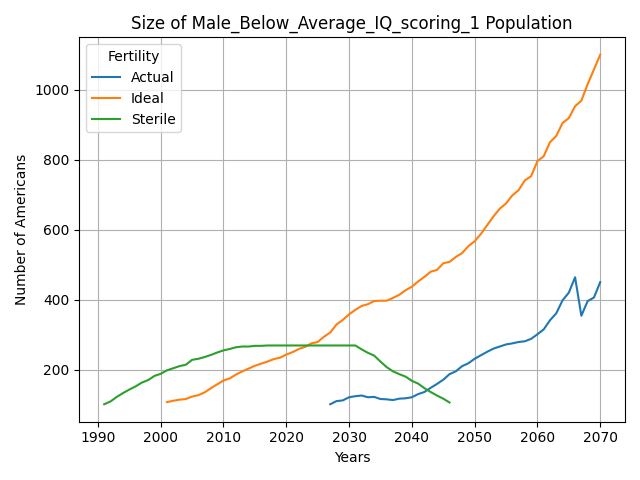 Size of Male_Below_Average_IQ_scoring_1 Population
Fertility
Actual
Ideal
Sterile
Number of Americans
1000
800
600
400
200
1990 2000 2010 2020 2030 2040 2050 2060 2070
Years